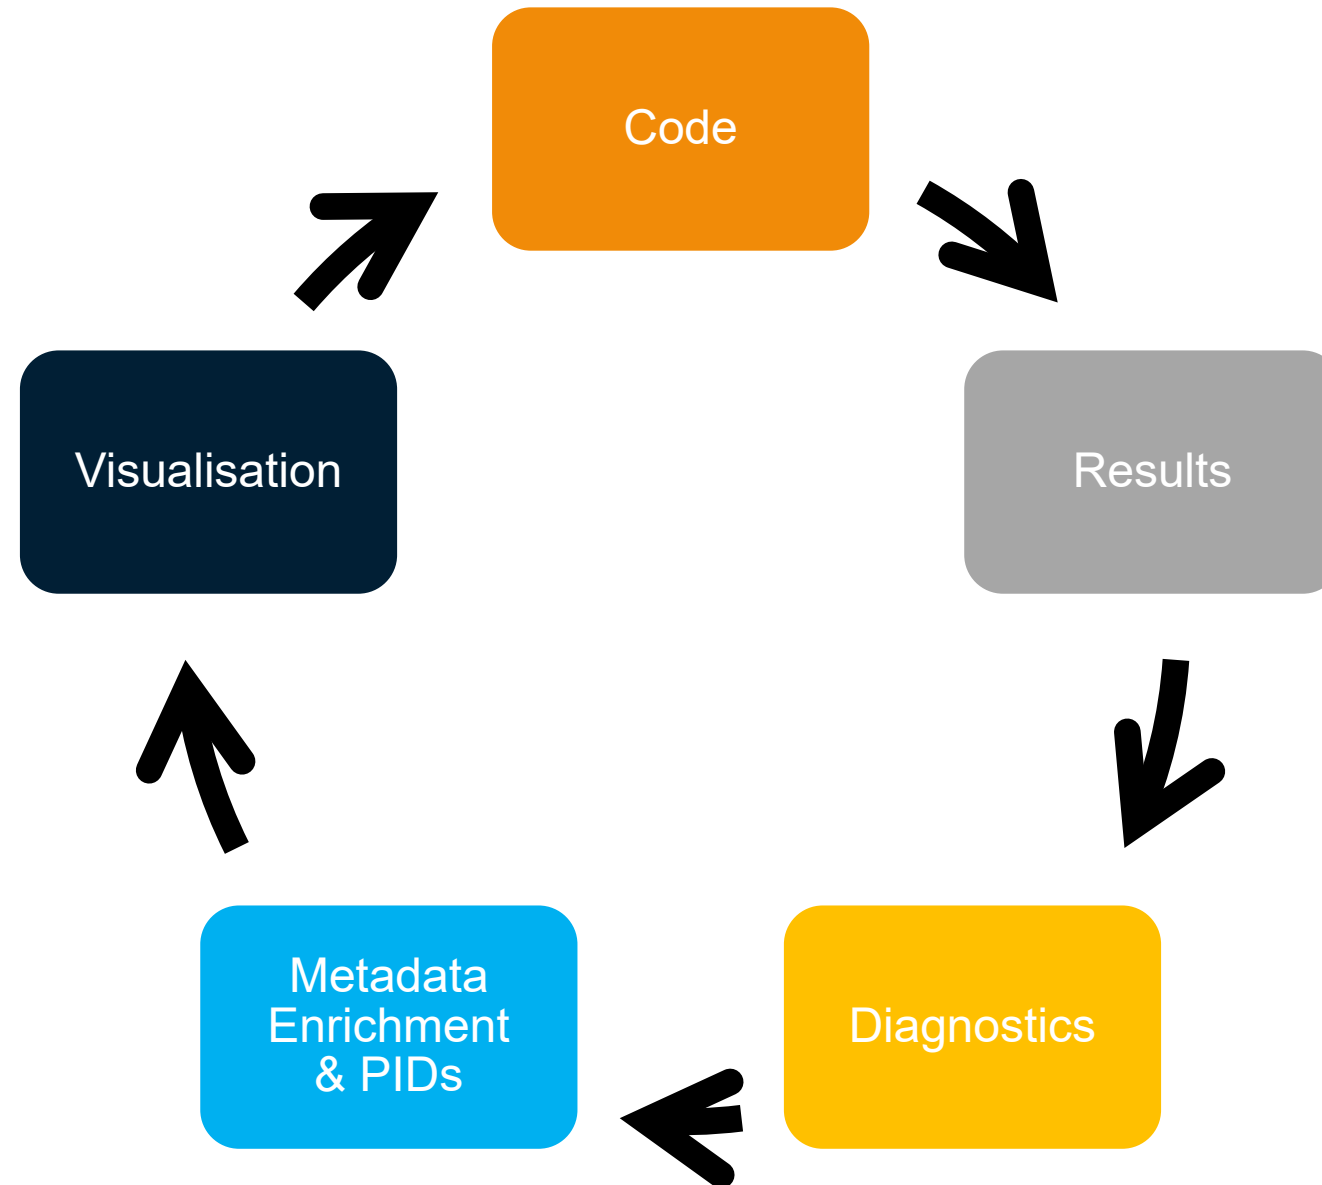 Code
Visualisation
Results
Metadata
Enrichment
& PIDs
Diagnostics